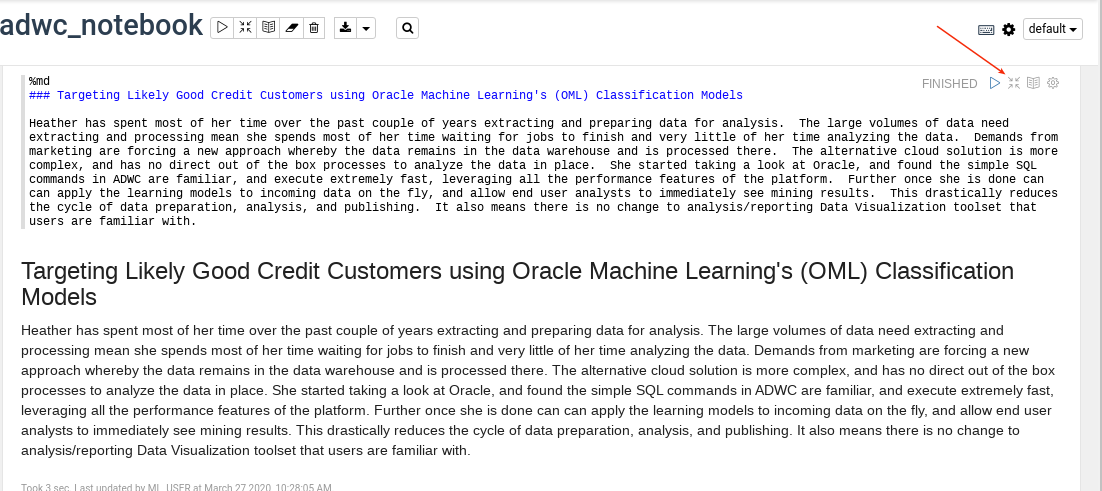 adwc_notebook
default
FINISHED
%md
### Targeting Likely Good Credit Customers using Oracle Machine Learning's (OML) Classification Models
Heather has spent most of her time over the past couple of years extracting and preparing data for analysis.  The large volumes of data need
extracting and processing mean she spends most of her time waiting for jobs to finish and very little of her time analyzing the data.  Demands from
marketing are forcing a new approach whereby the data remains in the data warehouse and is processed there.  The alternative cloud solution is more
complex, and has no direct out of the box processes to analyze the data in place.  She started taking a look at Oracle, and found the simple SQL
commands in ADWC are familiar, and execute extremely fast, leveraging all the performance features of the platform.  Further once she is done can
can apply the learning models to incoming data on the fly, and allow end user analysts to immediately see mining results.  This drastically reduces
the cycle of data preparation, analysis, and publishing.  It also means there is no change to analysis/reporting Data Visualization toolset that
users are familiar with.
Targeting Likely Good Credit Customers using Oracle Machine Learning's (OML) Classification
Models
Heather has spent most of her time over the past couple of years extracting and preparing data for analysis. The large volumes of data need extracting and
processing mean she spends most of her time waiting for jobs to finish and very little of her time analyzing the data. Demands from marketing are forcing a new
approach whereby the data remains in the data warehouse and is processed there. The alternative cloud solution is more complex, and has no direct out of the box
processes to analyze the data in place. She started taking a look at Oracle, and found the simple SQL commands in ADWC are familiar, and execute extremely fast,
leveraging all the performance features of the platform. Further once she is done can can apply the learning models to incoming data on the fly, and allow end user
analysts to immediately see mining results. This drastically reduces the cycle of data preparation, analysis, and publishing. It also means there is no change to
analysis/reporting Data Visualization toolset that users are familiar with.
Took 3 sec. Last updated by ML_USER at March 27 2020, 10:28:05 AM.